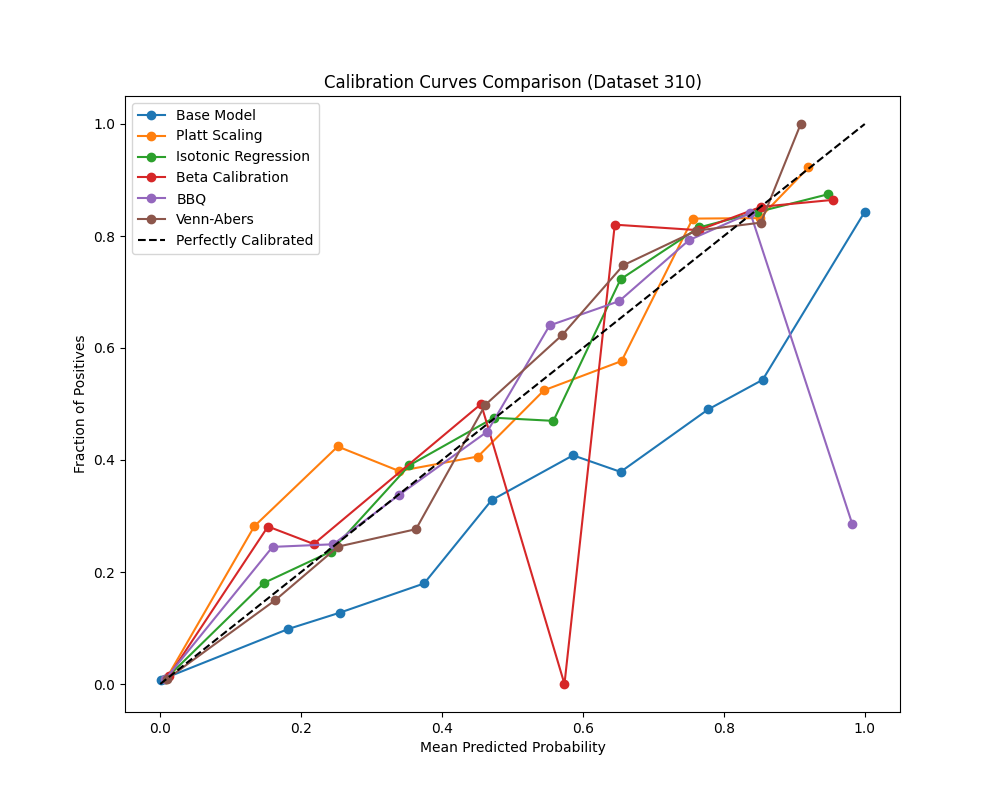 Calibration Curves Comparison (Dataset 310)
Base Model
Platt Scaling
Isotonic Regression
Beta Calibration
BBQ
Venn-Abers
Perfectly Calibrated
Fraction of Positives
1.0
0.8
0.6
0.4
0.2
0.0
0.0 0.2 0.4 0.6 0.8 1.0
Mean Predicted Probability